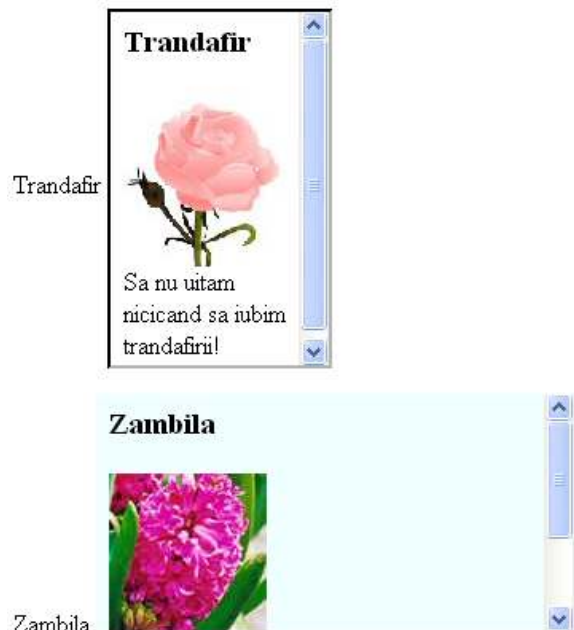 Trandafir
Trandafir
Sa nu uitam
nicicand sa iubim
trandafirii!
Zambila
Zambila